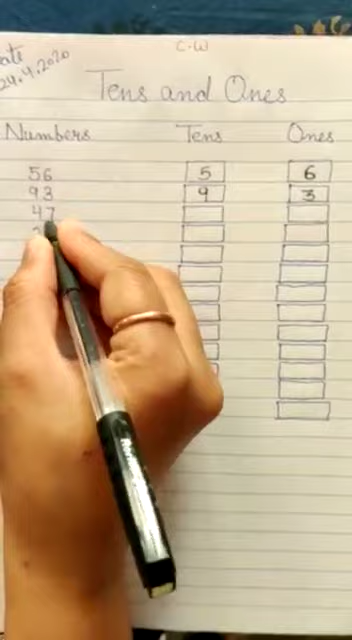 C.W
ate
24.4.2020
Tens and Ones
Numbers Tens Ones
56 5 6
93 9 3
47